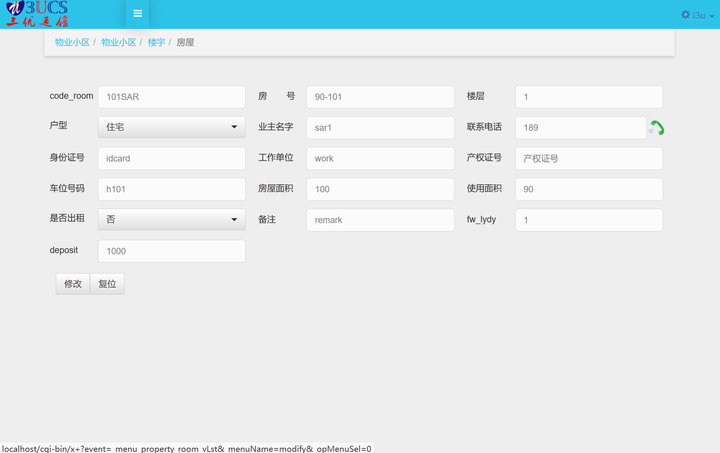 3UCS
三优通信
i3u
物业小区 / 物业小区 / 楼宇 / 房屋
code_room 101SAR 房 号 90-101 楼层 1
户型 住宅 业主名字 sar1 联系电话 189
身份证号 idcard 工作单位 work 产权证号 产权证号
车位号码 h101 房屋面积 100 使用面积 90
是否出租 否 备注 remark fw_lydy 1
deposit 1000
修改 复位
localhost/cgi-bin/x+?event=_menu_property_room_vLst&_menuName=modify&_opMenuSel=0